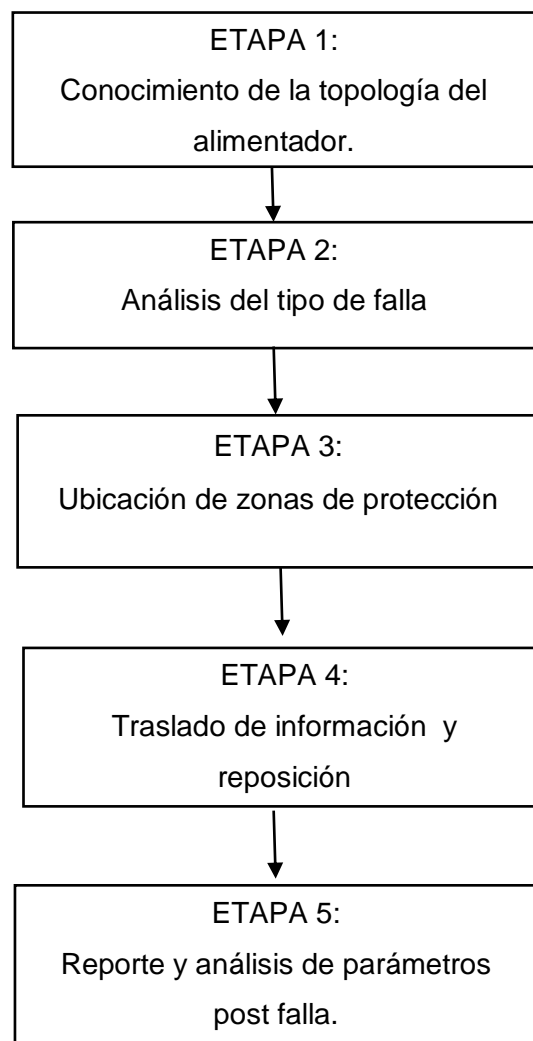 ETAPA 1:
Conocimiento de la topología del
alimentador.
ETAPA 2:
Análisis del tipo de falla
ETAPA 3:
Ubicación de zonas de protección
ETAPA 4:
Traslado de información  y
reposición
ETAPA 5:
Reporte y análisis de parámetros
post falla.